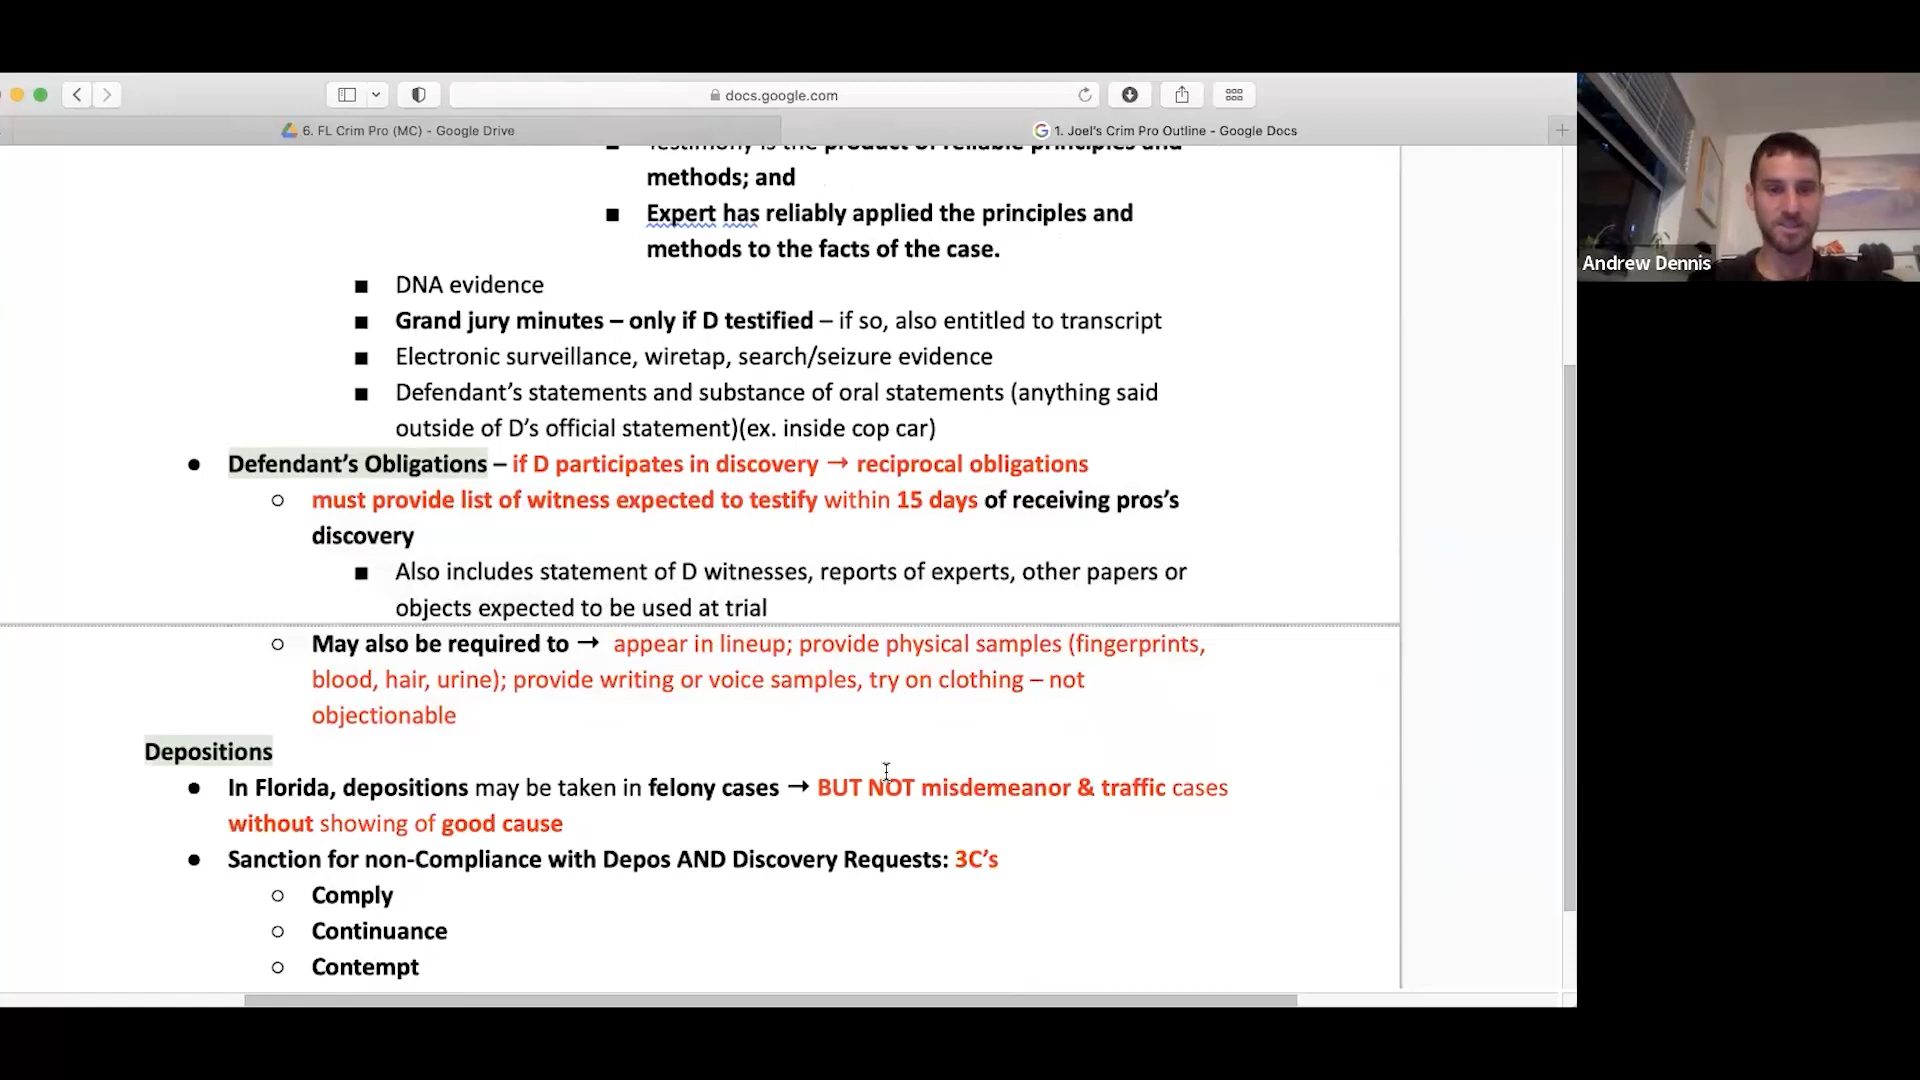 docs.google.com
6. FL Crim Pro (MC) - Google Drive
1. Joel's Crim Pro Outline - Google Docs
Testimony is the product of reliable principles and
methods; and
Expert has reliably applied the principles and
methods to the facts of the case.
DNA evidence
Grand jury minutes – only if D testified – if so, also entitled to transcript
Electronic surveillance, wiretap, search/seizure evidence
Defendant's statements and substance of oral statements (anything said
outside of D's official statement)(ex. inside cop car)
Defendant's Obligations – if D participates in discovery → reciprocal obligations
must provide list of witness expected to testify within 15 days of receiving pros's
discovery
Also includes statement of D witnesses, reports of experts, other papers or
objects expected to be used at trial
May also be required to → appear in lineup; provide physical samples (fingerprints,
blood, hair, urine); provide writing or voice samples, try on clothing – not
objectionable
Depositions
In Florida, depositions may be taken in felony cases → BUT NOT misdemeanor & traffic cases
without showing of good cause
Sanction for non-Compliance with Depos AND Discovery Requests: 3C's
Comply
Continuance
Contempt
Andrew Dennis